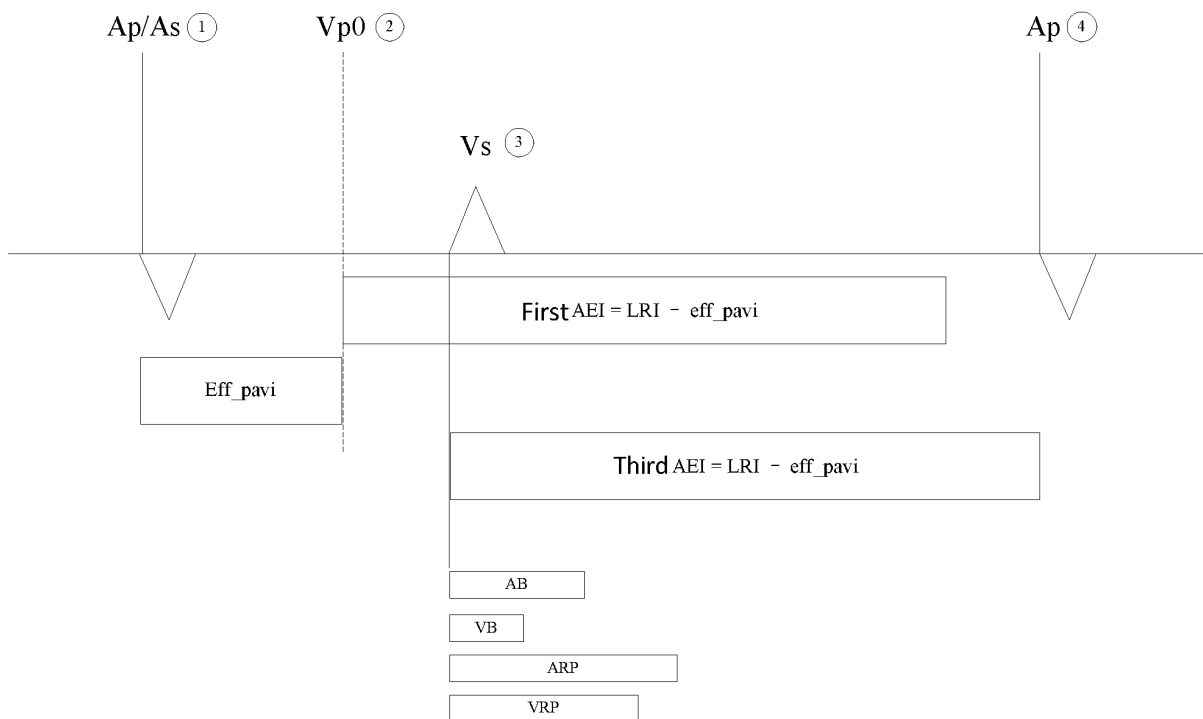 Ap/As 1
Vp0 2
Ap 4
Vs 3
First AEI = LRI - eff_pavi
Eff_pavi
Third AEI = LRI - eff_pavi
AB
VB
ARP
VRP